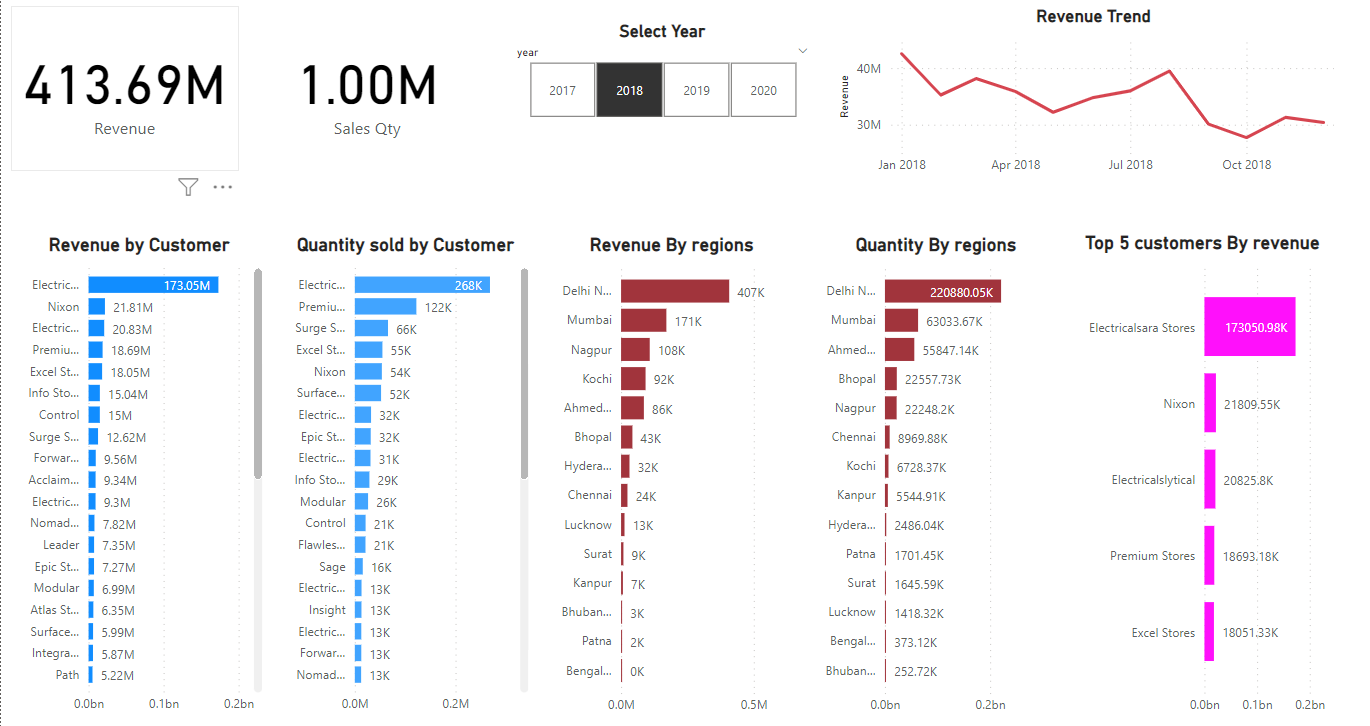 413.69M
Revenue
1.00M
Sales Qty
Select Year
year
2017 2018 2019 2020
Revenue Trend
Revenue
40M
30M
Jan 2018 Apr 2018 Jul 2018 Oct 2018
Revenue by Customer
Electric... 173.05M
Nixon 21.81M
Electric... 20.83M
Premiu... 18.69M
Excel St... 18.05M
Info Sto... 15.04M
Control 15M
Surge S... 12.62M
Forwar... 9.56M
Acclaim... 9.34M
Electric... 9.3M
Nomad... 7.82M
Leader 7.35M
Epic St... 7.27M
Modular 6.99M
Atlas St... 6.35M
Surface... 5.99M
Integra... 5.87M
Path 5.22M
0.0bn 0.1bn 0.2bn
Quantity sold by Customer
Electric... 268K
Premiu... 122K
Surge S... 66K
Excel St... 55K
Nixon 54K
Surface... 52K
Electric... 32K
Epic St... 32K
Electric... 31K
Info Sto... 29K
Modular 26K
Control 21K
Flawles... 21K
Sage 16K
Electric... 13K
Insight 13K
Electric... 13K
Forwar... 13K
Nomad... 13K
0.0M 0.2M
Revenue By regions
Delhi N... 407K
Mumbai 171K
Nagpur 108K
Kochi 92K
Ahmed... 86K
Bhopal 43K
Hydera... 32K
Chennai 24K
Lucknow 13K
Surat 9K
Kanpur 7K
Bhuban... 3K
Patna 2K
Bengal... 0K
0.0M 0.5M
Quantity By regions
Delhi N... 220880.05K
Mumbai 63033.67K
Ahmed... 55847.14K
Bhopal 22557.73K
Nagpur 22248.2K
Chennai 8969.88K
Kochi 6728.37K
Kanpur 5544.91K
Hydera... 2486.04K
Patna 1701.45K
Surat 1645.59K
Lucknow 1418.32K
Bengal... 373.12K
Bhuban... 252.72K
0.0bn 0.2bn
Top 5 customers By revenue
Electricalsara Stores 173050.98K
Nixon 21809.55K
Electricalslytical 20825.8K
Premium Stores 18693.18K
Excel Stores 18051.33K
0.0bn 0.1bn 0.2bn